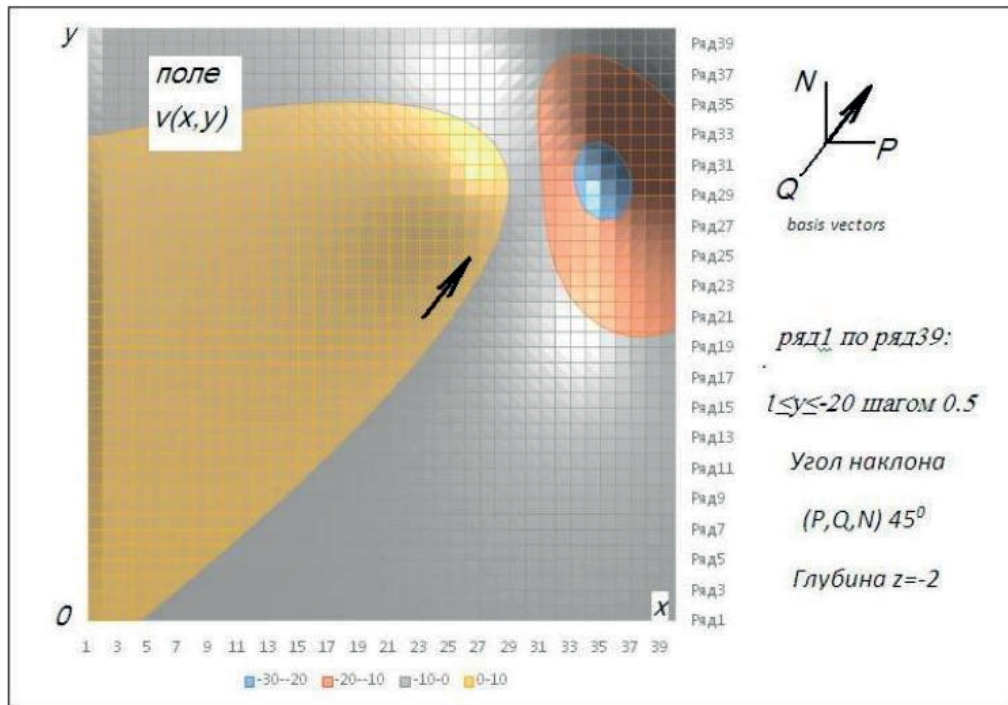 y
поле
v(x,y)
0
x
1 3 5 7 9 11 13 15 17 19 21 23 25 27 29 31 33 35 37 39
-30--20 -20--10 -10-0 0-10
Ряд39
Ряд37
Ряд35
Ряд33
Ряд31
Ряд29
Ряд27
Ряд25
Ряд23
Ряд21
Ряд19
Ряд17
Ряд15
Ряд13
Ряд11
Ряд9
Ряд7
Ряд5
Ряд3
Ряд1
N
P
Q
basis vectors
ряд1 по ряд39:
1≤y≤-20 шагом 0.5
Угол наклона
(P,Q,N) 45⁰
Глубина z=-2